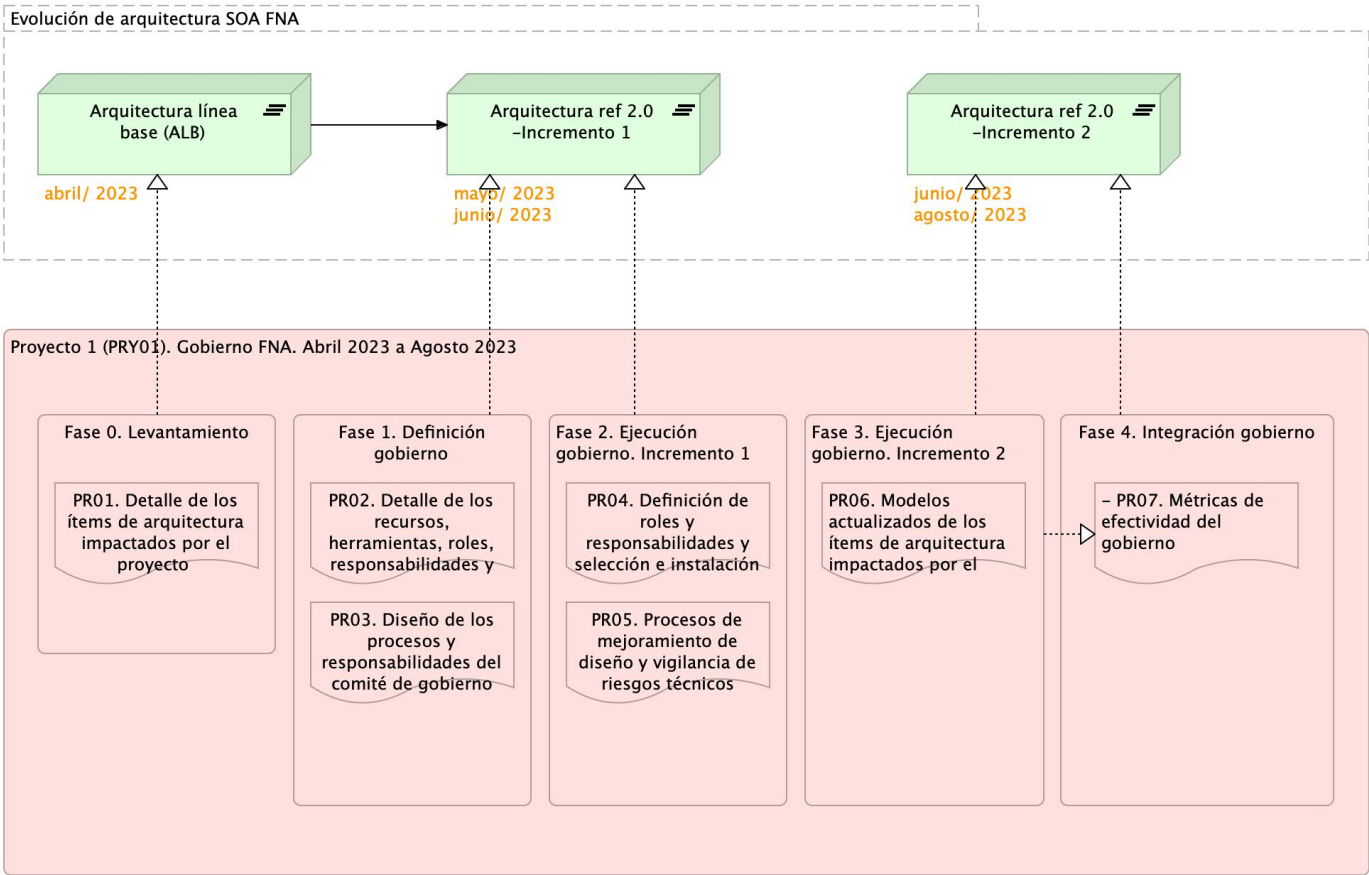 Evolución de arquitectura SOA FNA
Arquitectura línea
base (ALB)
Arquitectura ref 2.0
-Incremento 1
Arquitectura ref 2.0
-Incremento 2
abril/ 2023
mayo/ 2023
junio/ 2023
junio/ 2023
agosto/ 2023
Proyecto 1 (PRY01). Gobierno FNA. Abril 2023 a Agosto 2023
Fase 0. Levantamiento
PR01. Detalle de los
ítems de arquitectura
impactados por el
proyecto
Fase 1. Definición
gobierno
PR02. Detalle de los
recursos,
herramientas, roles,
responsabilidades y
PR03. Diseño de los
procesos y
responsabilidades del
comité de gobierno
Fase 2. Ejecución
gobierno. Incremento 1
PR04. Definición de
roles y
responsabilidades y
selección e instalación
PR05. Procesos de
mejoramiento de
diseño y vigilancia de
riesgos técnicos
Fase 3. Ejecución
gobierno. Incremento 2
PR06. Modelos
actualizados de los
ítems de arquitectura
impactados por el
Fase 4. Integración gobierno
- PR07. Métricas de
efectividad del
gobierno